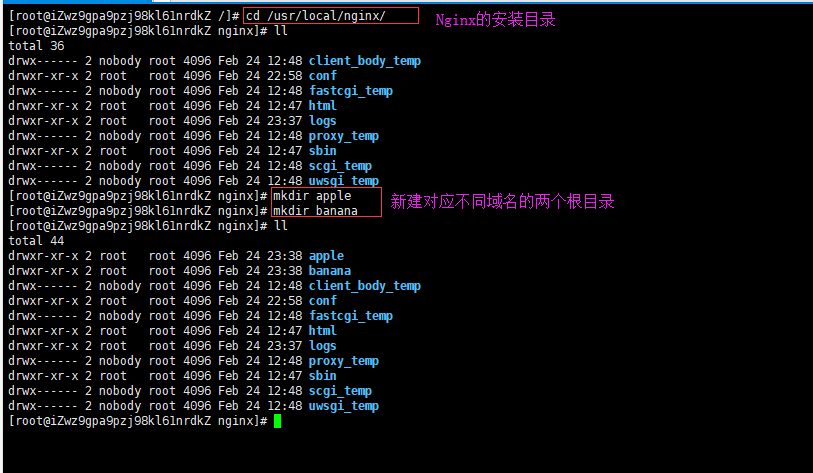 [root@iZwz9gpa9pzj98kl61nrdkZ /]# cd /usr/local/nginx/ Nginx的安装目录
[root@iZwz9gpa9pzj98kl61nrdkZ nginx]# ll
total 36
drwx------ 2 nobody root 4096 Feb 24 12:48 client_body_temp
drwxr-xr-x 2 root   root 4096 Feb 24 22:58 conf
drwx------ 2 nobody root 4096 Feb 24 12:48 fastcgi_temp
drwxr-xr-x 2 root   root 4096 Feb 24 12:47 html
drwxr-xr-x 2 root   root 4096 Feb 24 23:37 logs
drwx------ 2 nobody root 4096 Feb 24 12:48 proxy_temp
drwxr-xr-x 2 root   root 4096 Feb 24 12:47 sbin
drwx------ 2 nobody root 4096 Feb 24 12:48 scgi_temp
drwx------ 2 nobody root 4096 Feb 24 12:48 uwsgi_temp
[root@iZwz9gpa9pzj98kl61nrdkZ nginx]# mkdir apple
新建对应不同域名的两个根目录
[root@iZwz9gpa9pzj98kl61nrdkZ nginx]# mkdir banana
[root@iZwz9gpa9pzj98kl61nrdkZ nginx]# ll
total 44
drwxr-xr-x 2 root   root 4096 Feb 24 23:38 apple
drwxr-xr-x 2 root   root 4096 Feb 24 23:38 banana
drwx------ 2 nobody root 4096 Feb 24 12:48 client_body_temp
drwxr-xr-x 2 root   root 4096 Feb 24 22:58 conf
drwx------ 2 nobody root 4096 Feb 24 12:48 fastcgi_temp
drwxr-xr-x 2 root   root 4096 Feb 24 12:47 html
drwxr-xr-x 2 root   root 4096 Feb 24 23:37 logs
drwx------ 2 nobody root 4096 Feb 24 12:48 proxy_temp
drwxr-xr-x 2 root   root 4096 Feb 24 12:47 sbin
drwx------ 2 nobody root 4096 Feb 24 12:48 scgi_temp
drwx------ 2 nobody root 4096 Feb 24 12:48 uwsgi_temp
[root@iZwz9gpa9pzj98kl61nrdkZ nginx]#